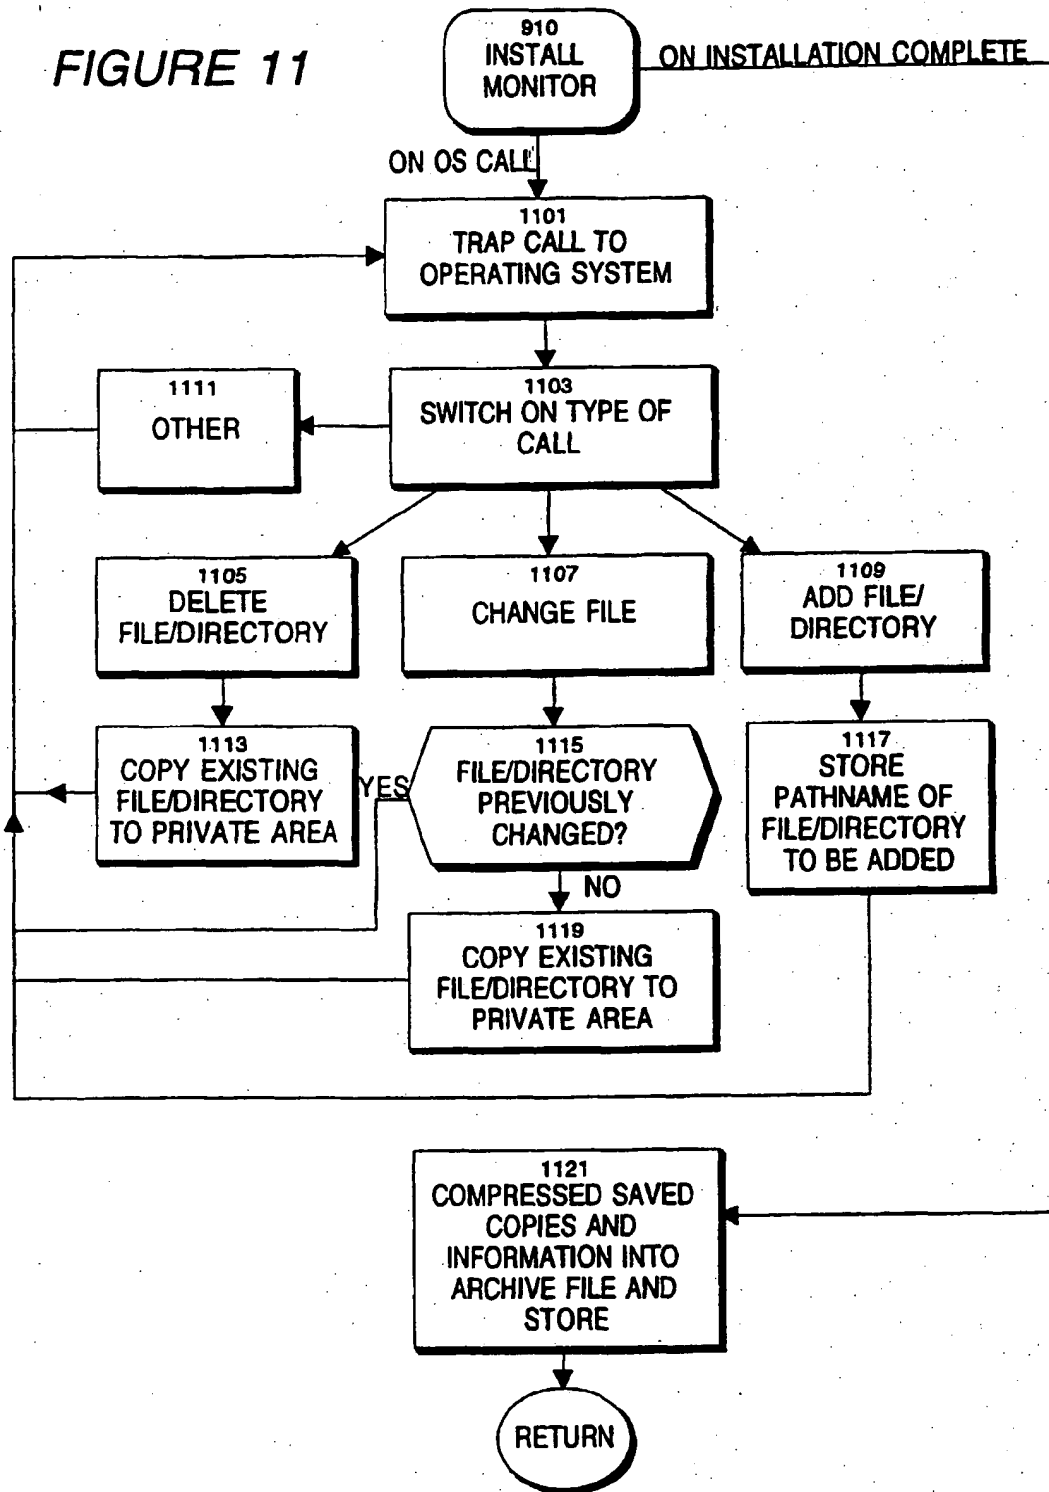 FIGURE 11
910
INSTALL
MONITOR
ON INSTALLATION COMPLETE
ON OS CALL
1101
TRAP CALL TO
OPERATING SYSTEM
1111
OTHER
1103
SWITCH ON TYPE OF
CALL
1105
DELETE
FILE/DIRECTORY
1107
CHANGE FILE
1109
ADD FILE/
DIRECTORY
1113
COPY EXISTING
FILE/DIRECTORY
TO PRIVATE AREA
YES
1115
FILE/DIRECTORY
PREVIOUSLY
CHANGED?
1117
STORE
PATHNAME OF
FILE/DIRECTORY
TO BE ADDED
NO
1119
COPY EXISTING
FILE/DIRECTORY TO
PRIVATE AREA
1121
COMPRESSED SAVED
COPIES AND
INFORMATION INTO
ARCHIVE FILE AND
STORE
RETURN